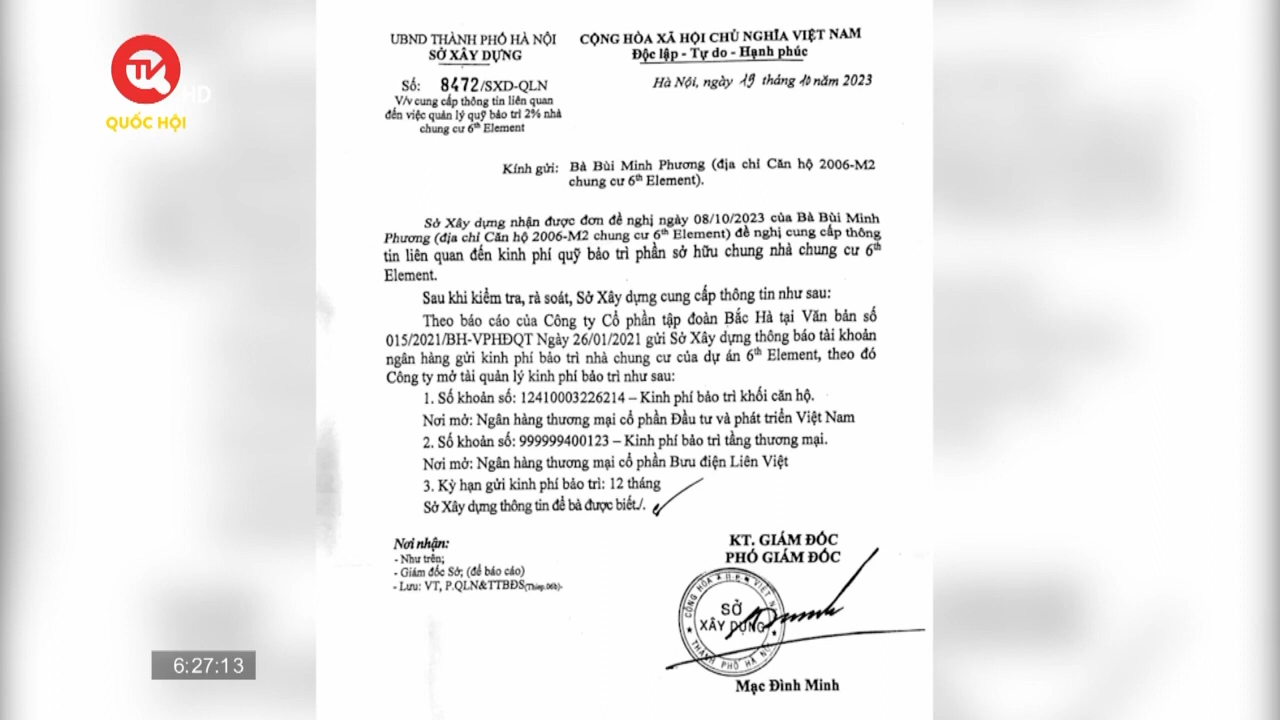 TV
HD
QUỐC HỘI
UBND THÀNH PHỐ HÀ NỘI
SỞ XÂY DỰNG
CỘNG HÒA XÃ HỘI CHỦ NGHĨA VIỆT NAM
Độc lập - Tự do - Hạnh phúc
Số: 8472/SXD-QLN
V/v cung cấp thông tin liên quan
đến việc quản lý quỹ bảo trì 2% nhà
chung cư 6th Element
Hà Nội, ngày 19 tháng 10 năm 2023
Kính gửi: Bà Bùi Minh Phương (địa chỉ Căn hộ 2006-M2
chung cư 6th Element).
Sở Xây dựng nhận được đơn đề nghị ngày 08/10/2023 của Bà Bùi Minh
Phương (địa chỉ Căn hộ 2006-M2 chung cư 6th Element) đề nghị cung cấp thông
tin liên quan đến kinh phí quỹ bảo trì phần sở hữu chung nhà chung cư 6th
Element.
Sau khi kiểm tra, rà soát, Sở Xây dựng cung cấp thông tin như sau:
Theo báo cáo của Công ty Cổ phần tập đoàn Bắc Hà tại Văn bản số
015/2021/BH-VPHĐQT Ngày 26/01/2021 gửi Sở Xây dựng thông báo tài khoản
ngân hàng gửi kinh phí bảo trì nhà chung cư của dự án 6th Element, theo đó
Công ty mở tài quản lý kinh phí bảo trì như sau:
1. Số khoản số: 12410003226214 – Kinh phí bảo trì khối căn hộ.
Nơi mở: Ngân hàng thương mại cổ phần Đầu tư và phát triển Việt Nam
2. Số khoản số: 999999400123 – Kinh phí bảo trì tầng thương mại.
Nơi mở: Ngân hàng thương mại cổ phần Bưu điện Liên Việt
3. Kỳ hạn gửi kinh phí bảo trì: 12 tháng
Sở Xây dựng thông tin để bà được biết./.
Nơi nhận:
- Như trên;
- Giám đốc Sở; (để báo cáo)
- Lưu: VT, P.QLN&TTBĐS(Thiep.06b).
KT. GIÁM ĐỐC
PHÓ GIÁM ĐỐC
CỘNG HÒA X.H.C.N VIỆT NAM
SỞ
XÂY DỰNG
THÀNH PHỐ HÀ NỘI
Mạc Đình Minh
6:27:13